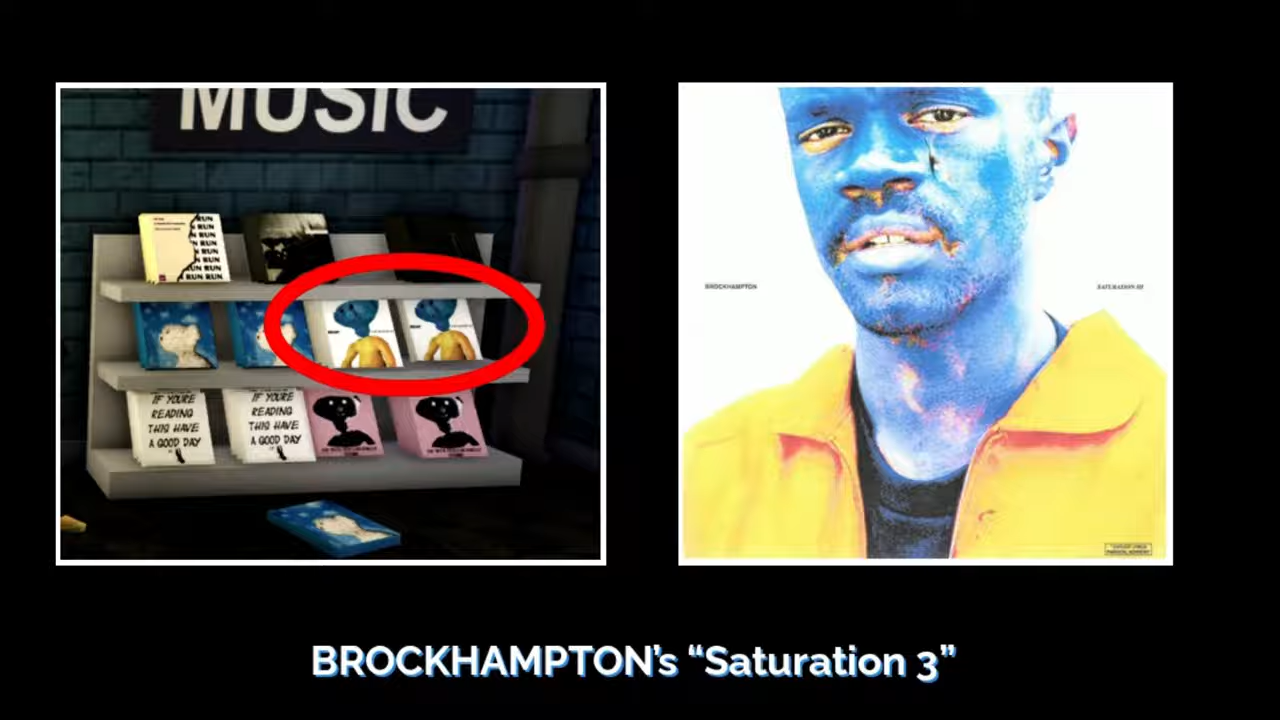 MUSIC
RUN
RUN
RUN
RUN
RUN
RUN
RUN RUN
IF YOU'RE
READING
THIS HAVE
A GOOD DAY
IF YOU'RE
READING
THIS HAVE
A GOOD DAY
BROCKHAMPTON
SATURATION III
BROCKHAMPTON's “Saturation 3”